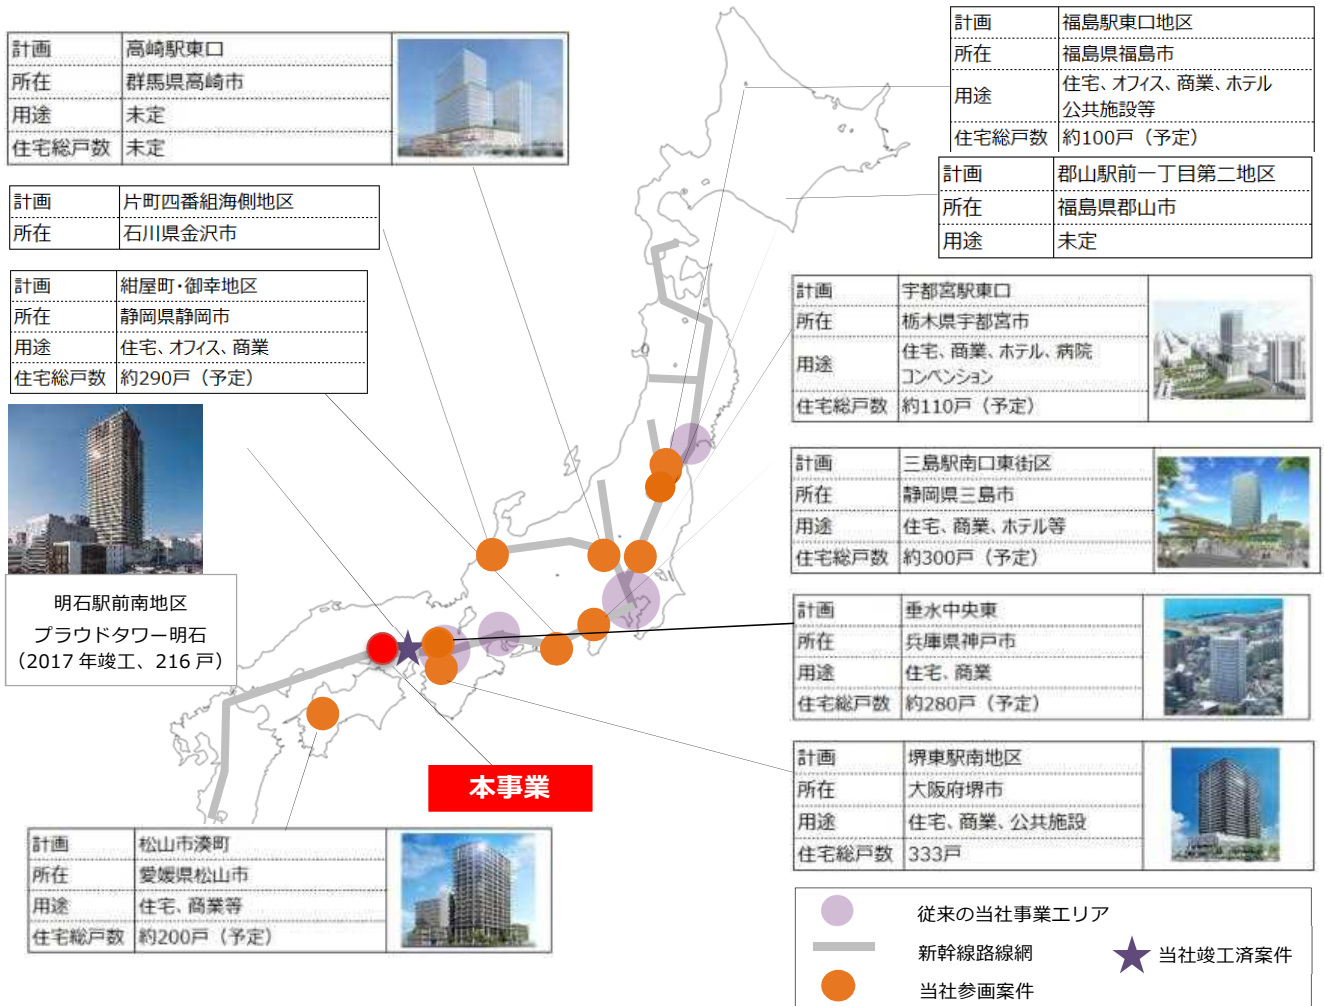 計画 高崎駅東口
所在 群馬県高崎市
用途 未定
住宅総戸数 未定
計画 片町四番組海側地区
所在 石川県金沢市
計画 紺屋町・御幸地区
所在 静岡県静岡市
用途 住宅、オフィス、商業
住宅総戸数 約290戸（予定）
明石駅前南地区
プラウドタワー明石
（2017年竣工、216戸）
計画 福島駅東口地区
所在 福島県福島市
用途 住宅、オフィス、商業、ホテル
公共施設等
住宅総戸数 約100戸（予定）
計画 郡山駅前一丁目第二地区
所在 福島県郡山市
用途 未定
計画 宇都宮駅東口
所在 栃木県宇都宮市
用途 住宅、商業、ホテル、病院
コンベンション
住宅総戸数 約110戸（予定）
計画 三島駅南口東街区
所在 静岡県三島市
用途 住宅、商業、ホテル等
住宅総戸数 約300戸（予定）
計画 垂水中央東
所在 兵庫県神戸市
用途 住宅、商業
住宅総戸数 約280戸（予定）
計画 堺東駅南地区
所在 大阪府堺市
用途 住宅、商業、公共施設
住宅総戸数 333戸
本事業
計画 松山市湊町
所在 愛媛県松山市
用途 住宅、商業等
住宅総戸数 約200戸（予定）
従来の当社事業エリア
新幹線路線網
当社竣工済案件
当社参画案件